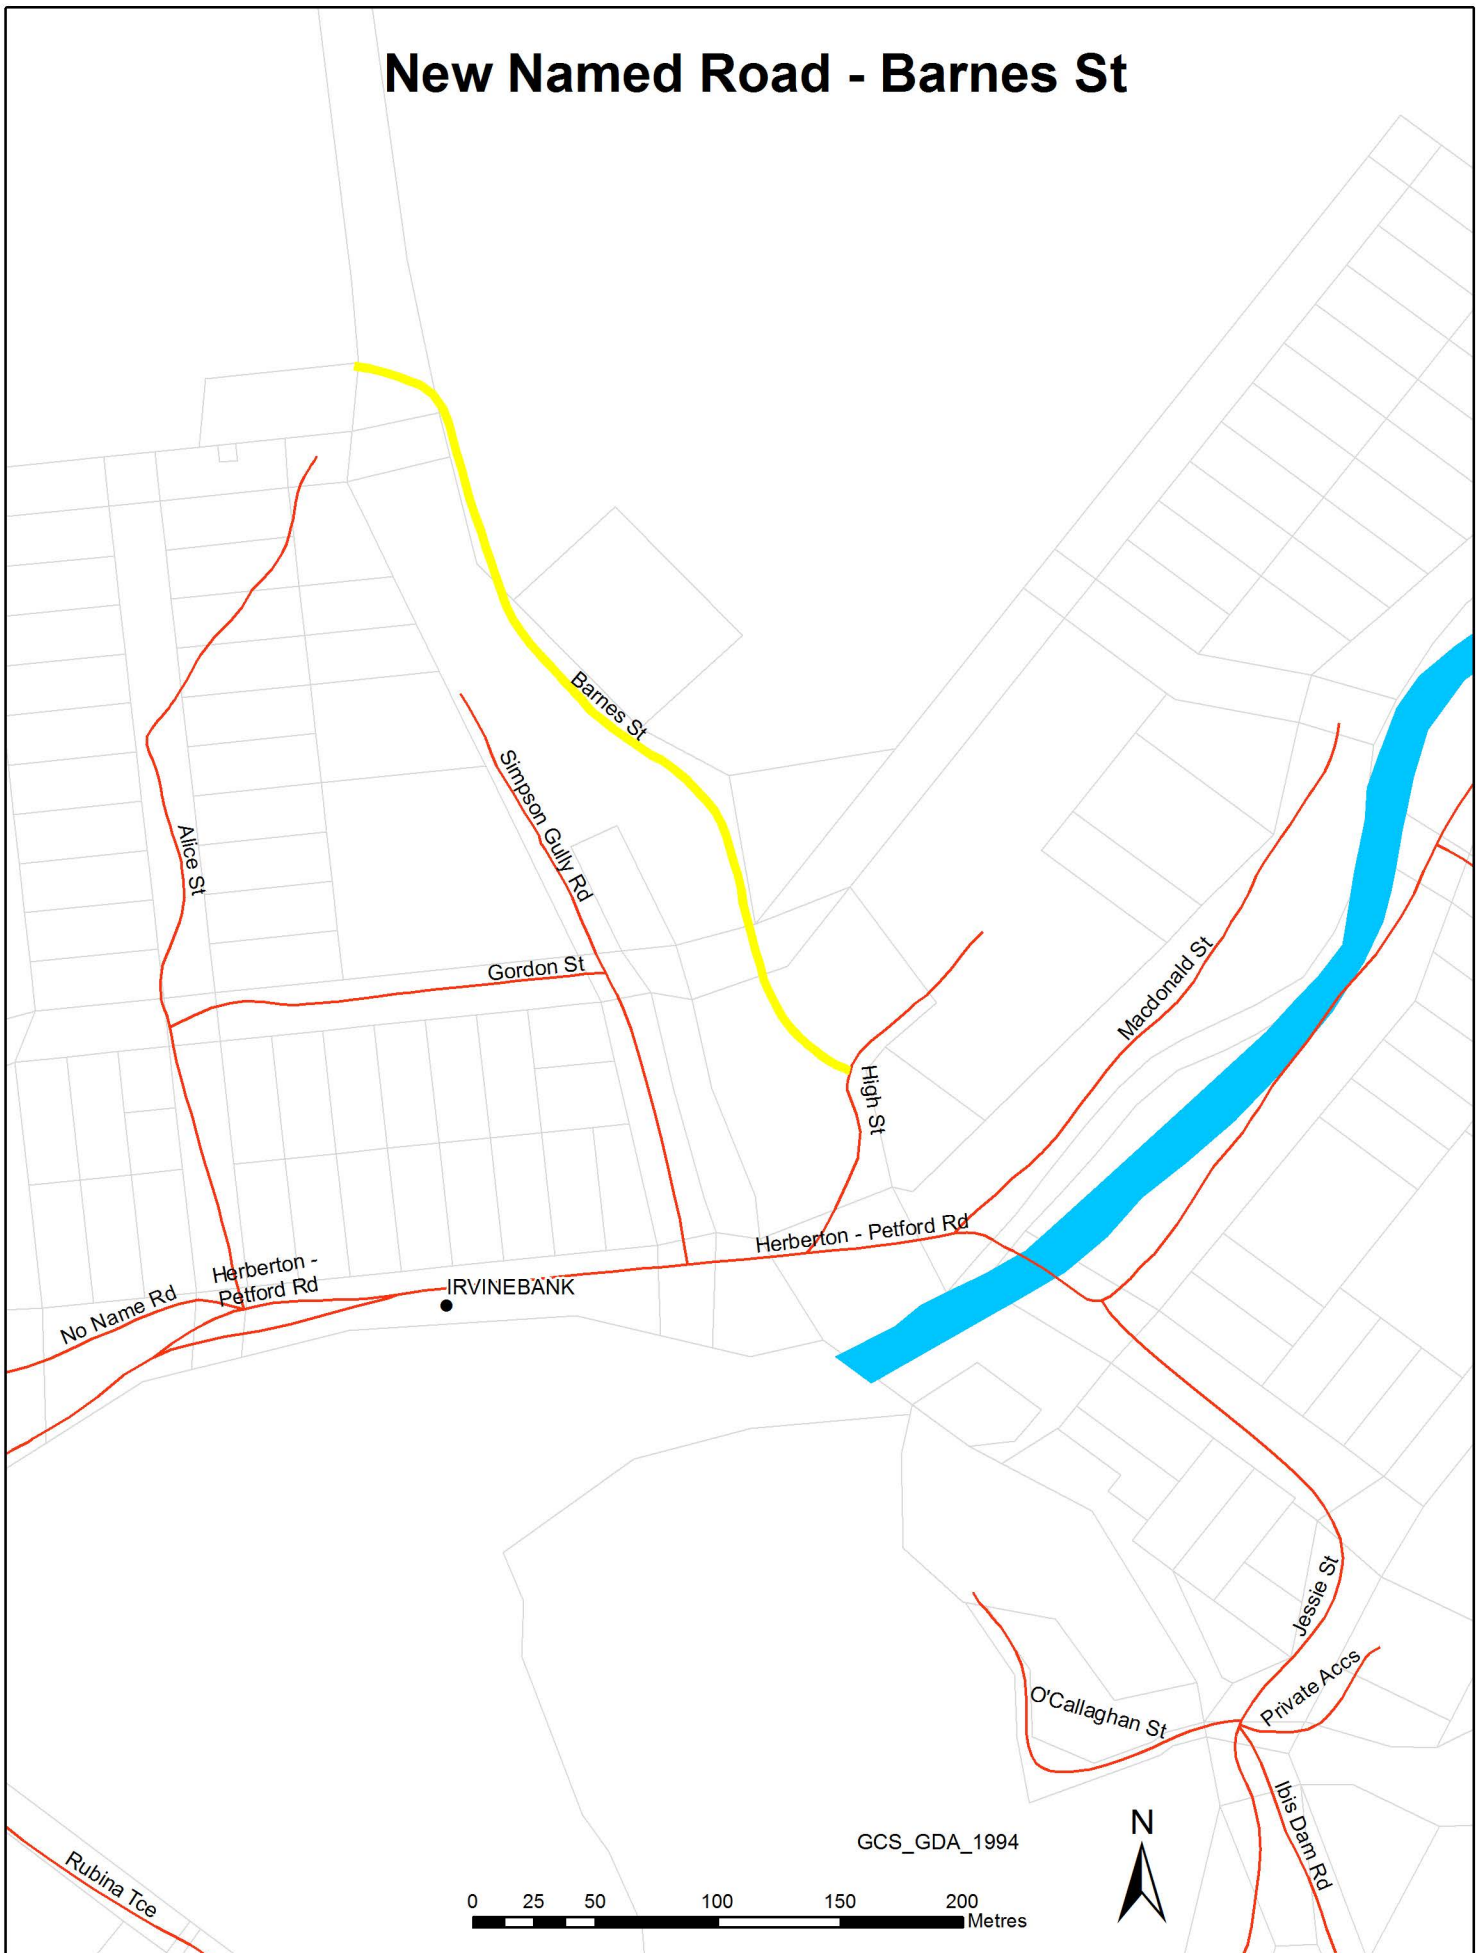 New Named Road - Barnes St
Barnes St
Simpson Gully Rd
Alice St
Gordon St
Macdonald St
High St
Herberton - Petford Rd
Herberton -
Petford Rd
IRVINEBANK
No Name Rd
Jessie St
Private Accs
O'Callaghan St
Ibis Dam Rd
GCS_GDA_1994
N
Rubina Tce
0 25 50 100 150 200
Metres